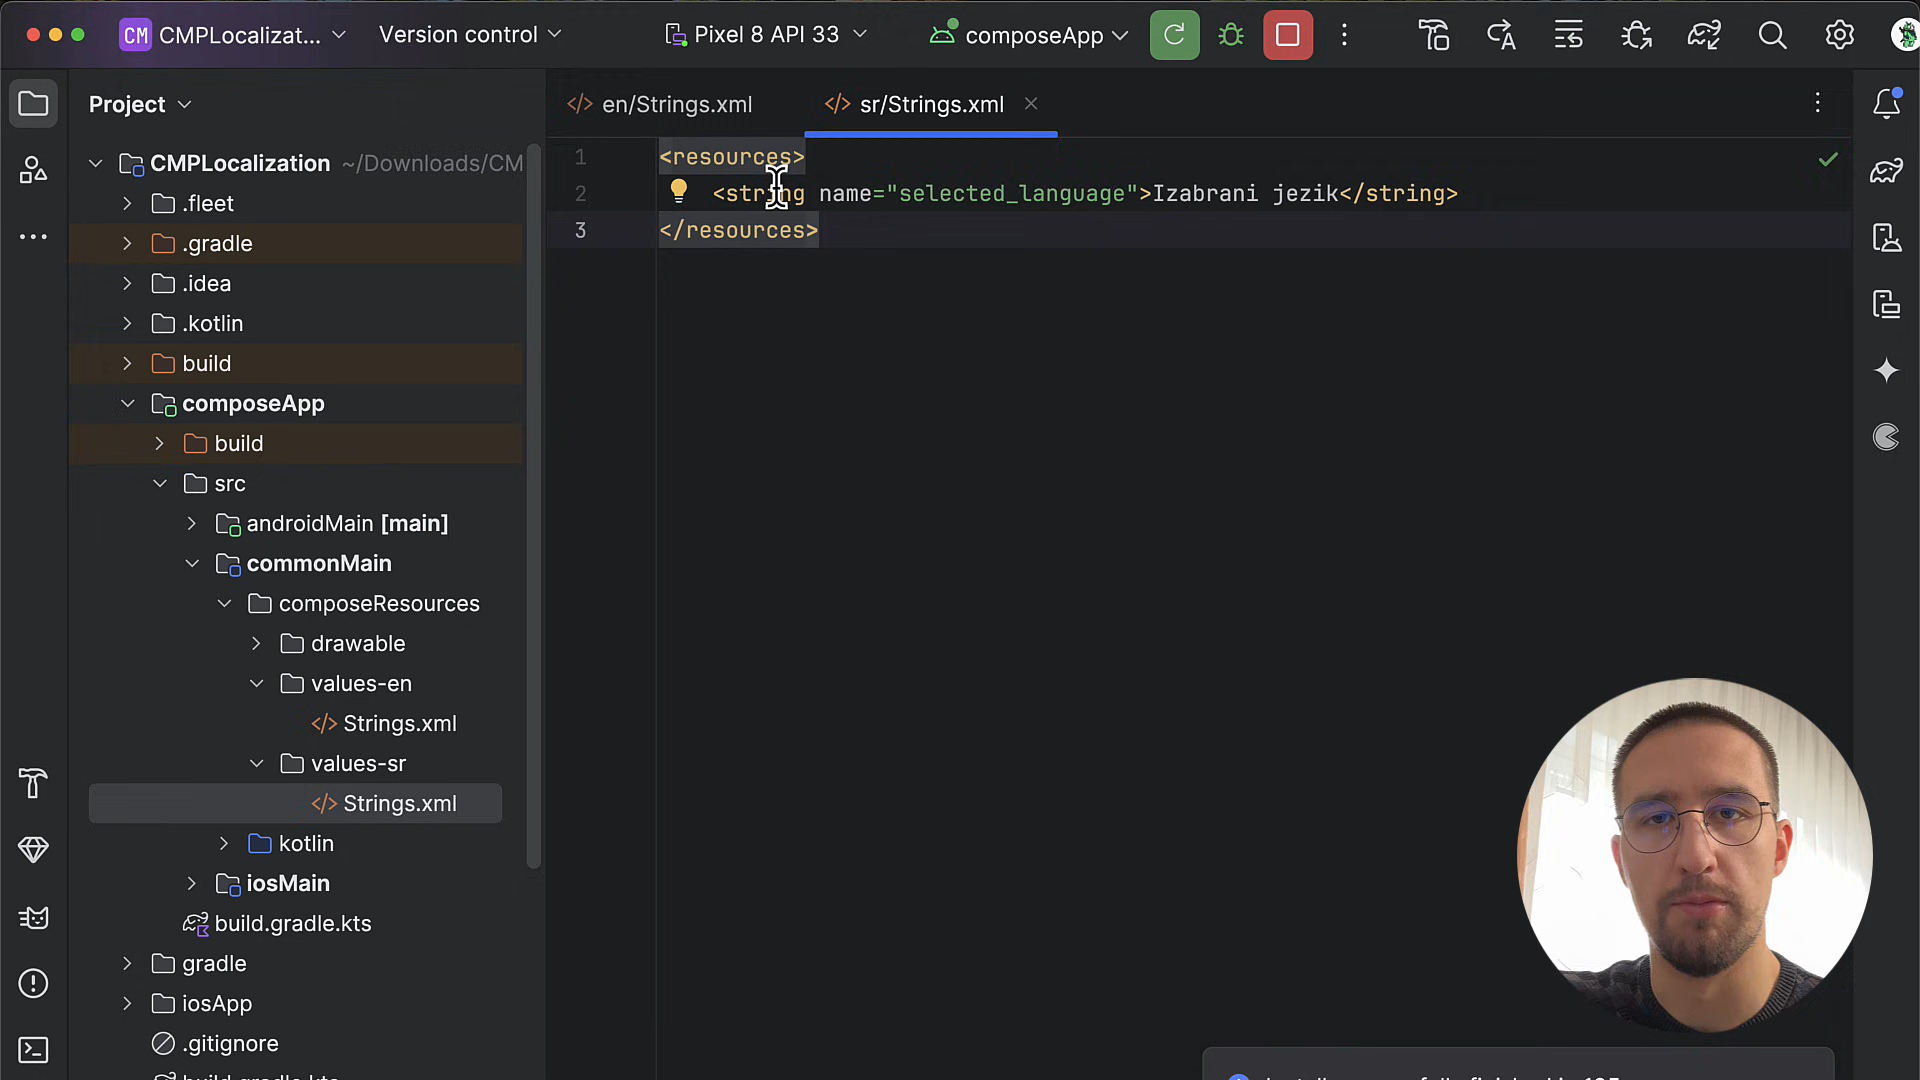 CM CMPLocalizat... Version control Pixel 8 API 33 composeApp
Project
en/Strings.xml sr/Strings.xml
CMPLocalization ~/Downloads/CM
.fleet
.gradle
.idea
.kotlin
build
composeApp
build
src
androidMain [main]
commonMain
composeResources
drawable
values-en
Strings.xml
values-sr
Strings.xml
kotlin
iosMain
build.gradle.kts
gradle
iosApp
.gitignore
1 <resources>
2 <string name="selected_language">Izabrani jezik</string>
3 </resources>